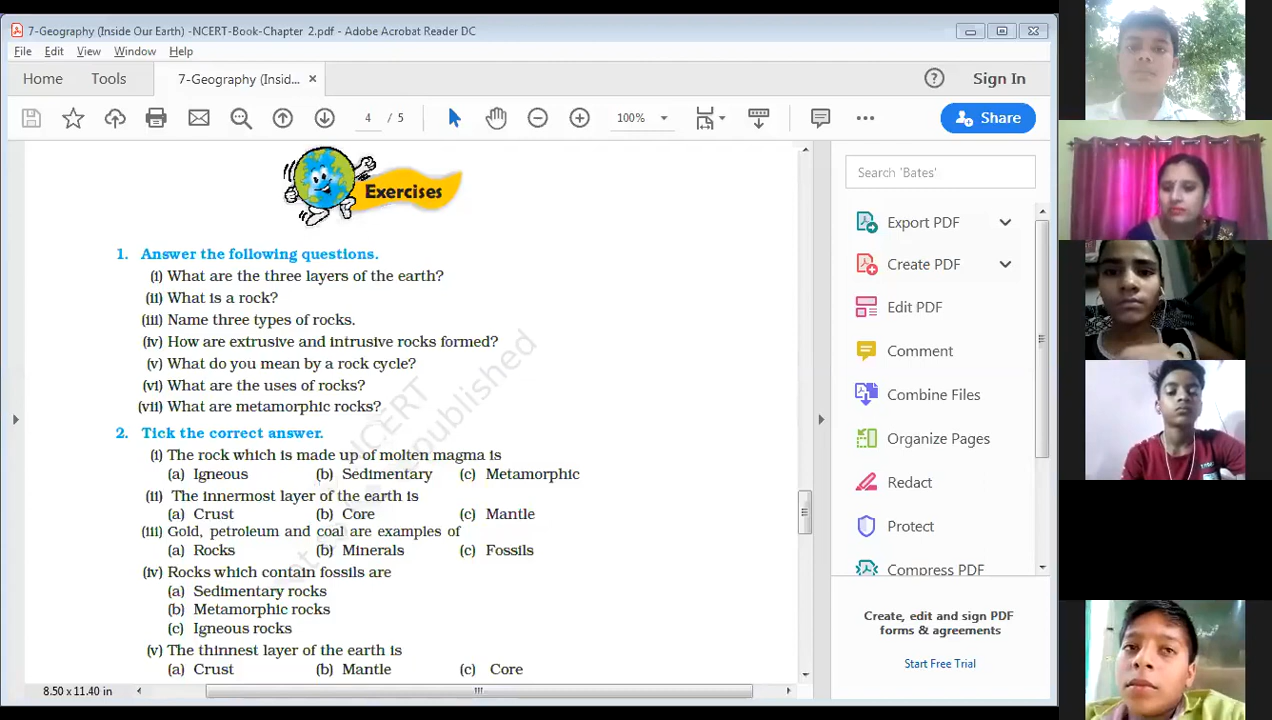 7-Geography (Inside Our Earth) -NCERT-Book-Chapter 2.pdf - Adobe Acrobat Reader DC
File Edit View Window Help
Home Tools 7-Geography (Insid... × Sign In
4 / 5 100% Share
Exercises
Search 'Bates'
Export PDF
Create PDF
Edit PDF
Comment
Combine Files
Organize Pages
Redact
Protect
Compress PDF
Create, edit and sign PDF
forms & agreements
Start Free Trial
1. Answer the following questions.
(i) What are the three layers of the earth?
(ii) What is a rock?
(iii) Name three types of rocks.
(iv) How are extrusive and intrusive rocks formed?
(v) What do you mean by a rock cycle?
(vi) What are the uses of rocks?
(vii) What are metamorphic rocks?
2. Tick the correct answer.
(i) The rock which is made up of molten magma is
(a) Igneous (b) Sedimentary (c) Metamorphic
(ii) The innermost layer of the earth is
(a) Crust (b) Core (c) Mantle
(iii) Gold, petroleum and coal are examples of
(a) Rocks (b) Minerals (c) Fossils
(iv) Rocks which contain fossils are
(a) Sedimentary rocks
(b) Metamorphic rocks
(c) Igneous rocks
(v) The thinnest layer of the earth is
(a) Crust (b) Mantle (c) Core
NCERT
published
8.50 x 11.40 in